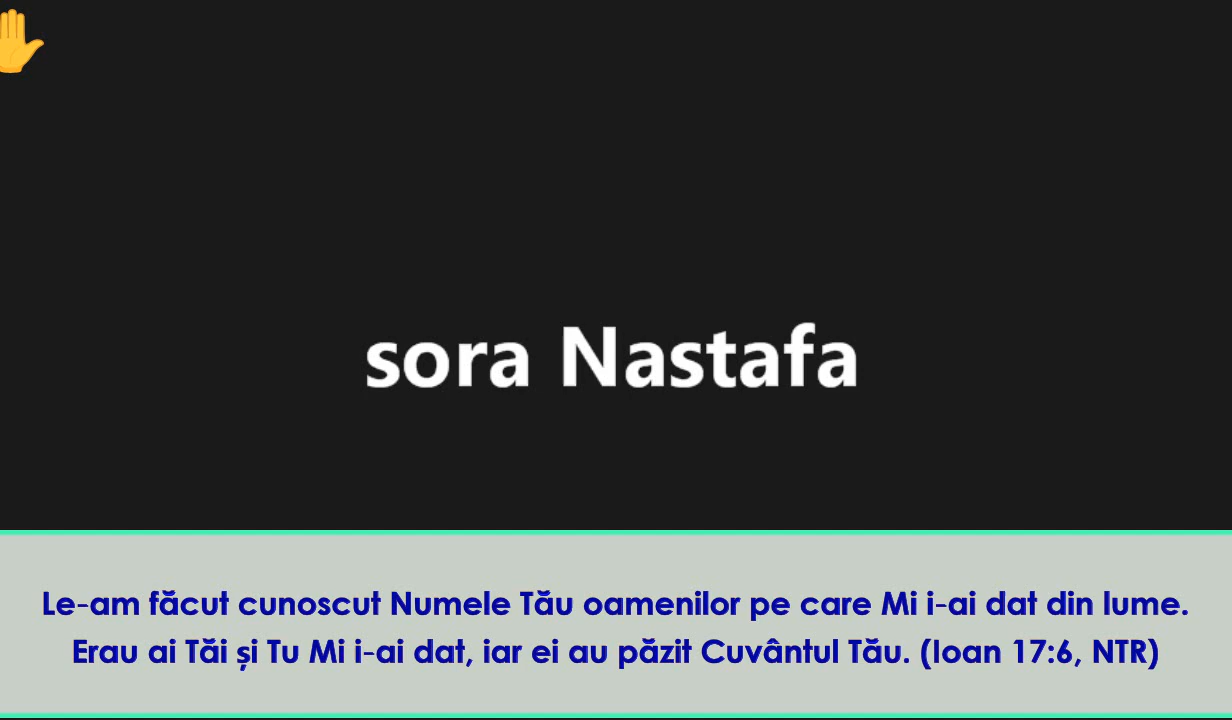 sora Nastafa
Le-am făcut cunoscut Numele Tău oamenilor pe care Mi i-ai dat din lume.
Erau ai Tăi și Tu Mi i-ai dat, iar ei au păzit Cuvântul Tău. (Ioan 17:6, NTR)